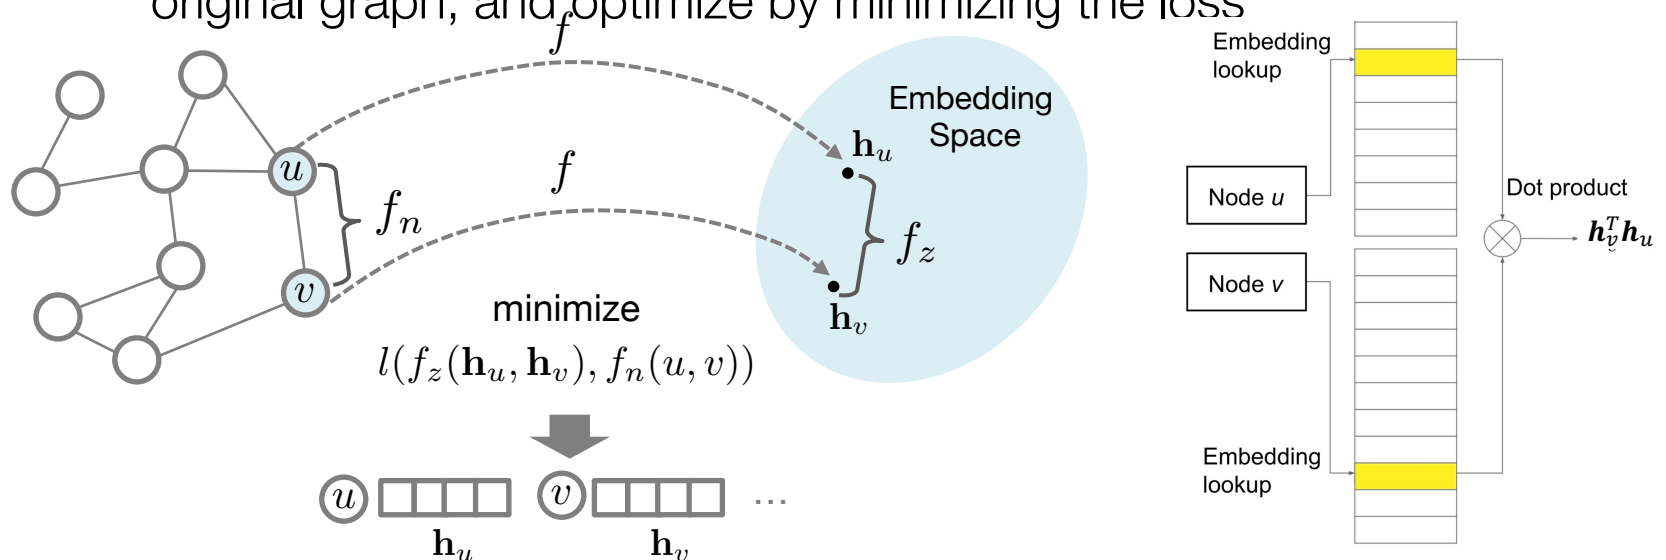 original graph, and optimize by minimizing the loss
f
f
u
v
f_n
Embedding
Space
h_u
f_z
h_v
minimize
l(f_z(h_u, h_v), f_n(u, v))
u
v
...
h_u
h_v
Embedding
lookup
Node u
Dot product
h_v^T h_u
Node v
Embedding
lookup